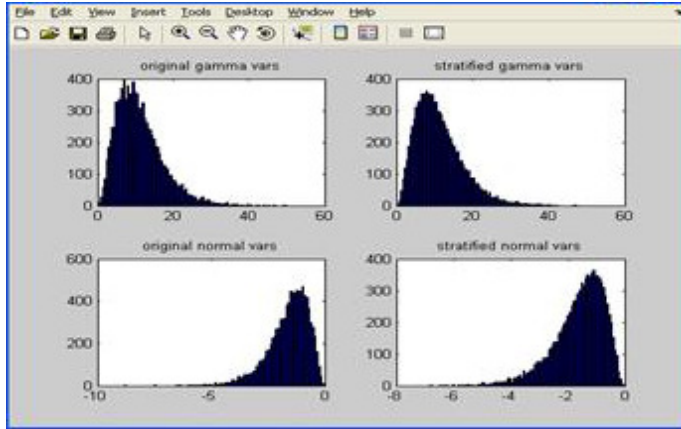 File Edit View Insert Tools Desktop Window Help
original gamma vars
400
300
200
100
0
0 20 40 60
stratified gamma vars
400
300
200
100
0
0 20 40 60
original normal vars
600
400
200
0
-10 -5 0
stratified normal vars
400
300
200
100
0
-8 -6 -4 -2 0